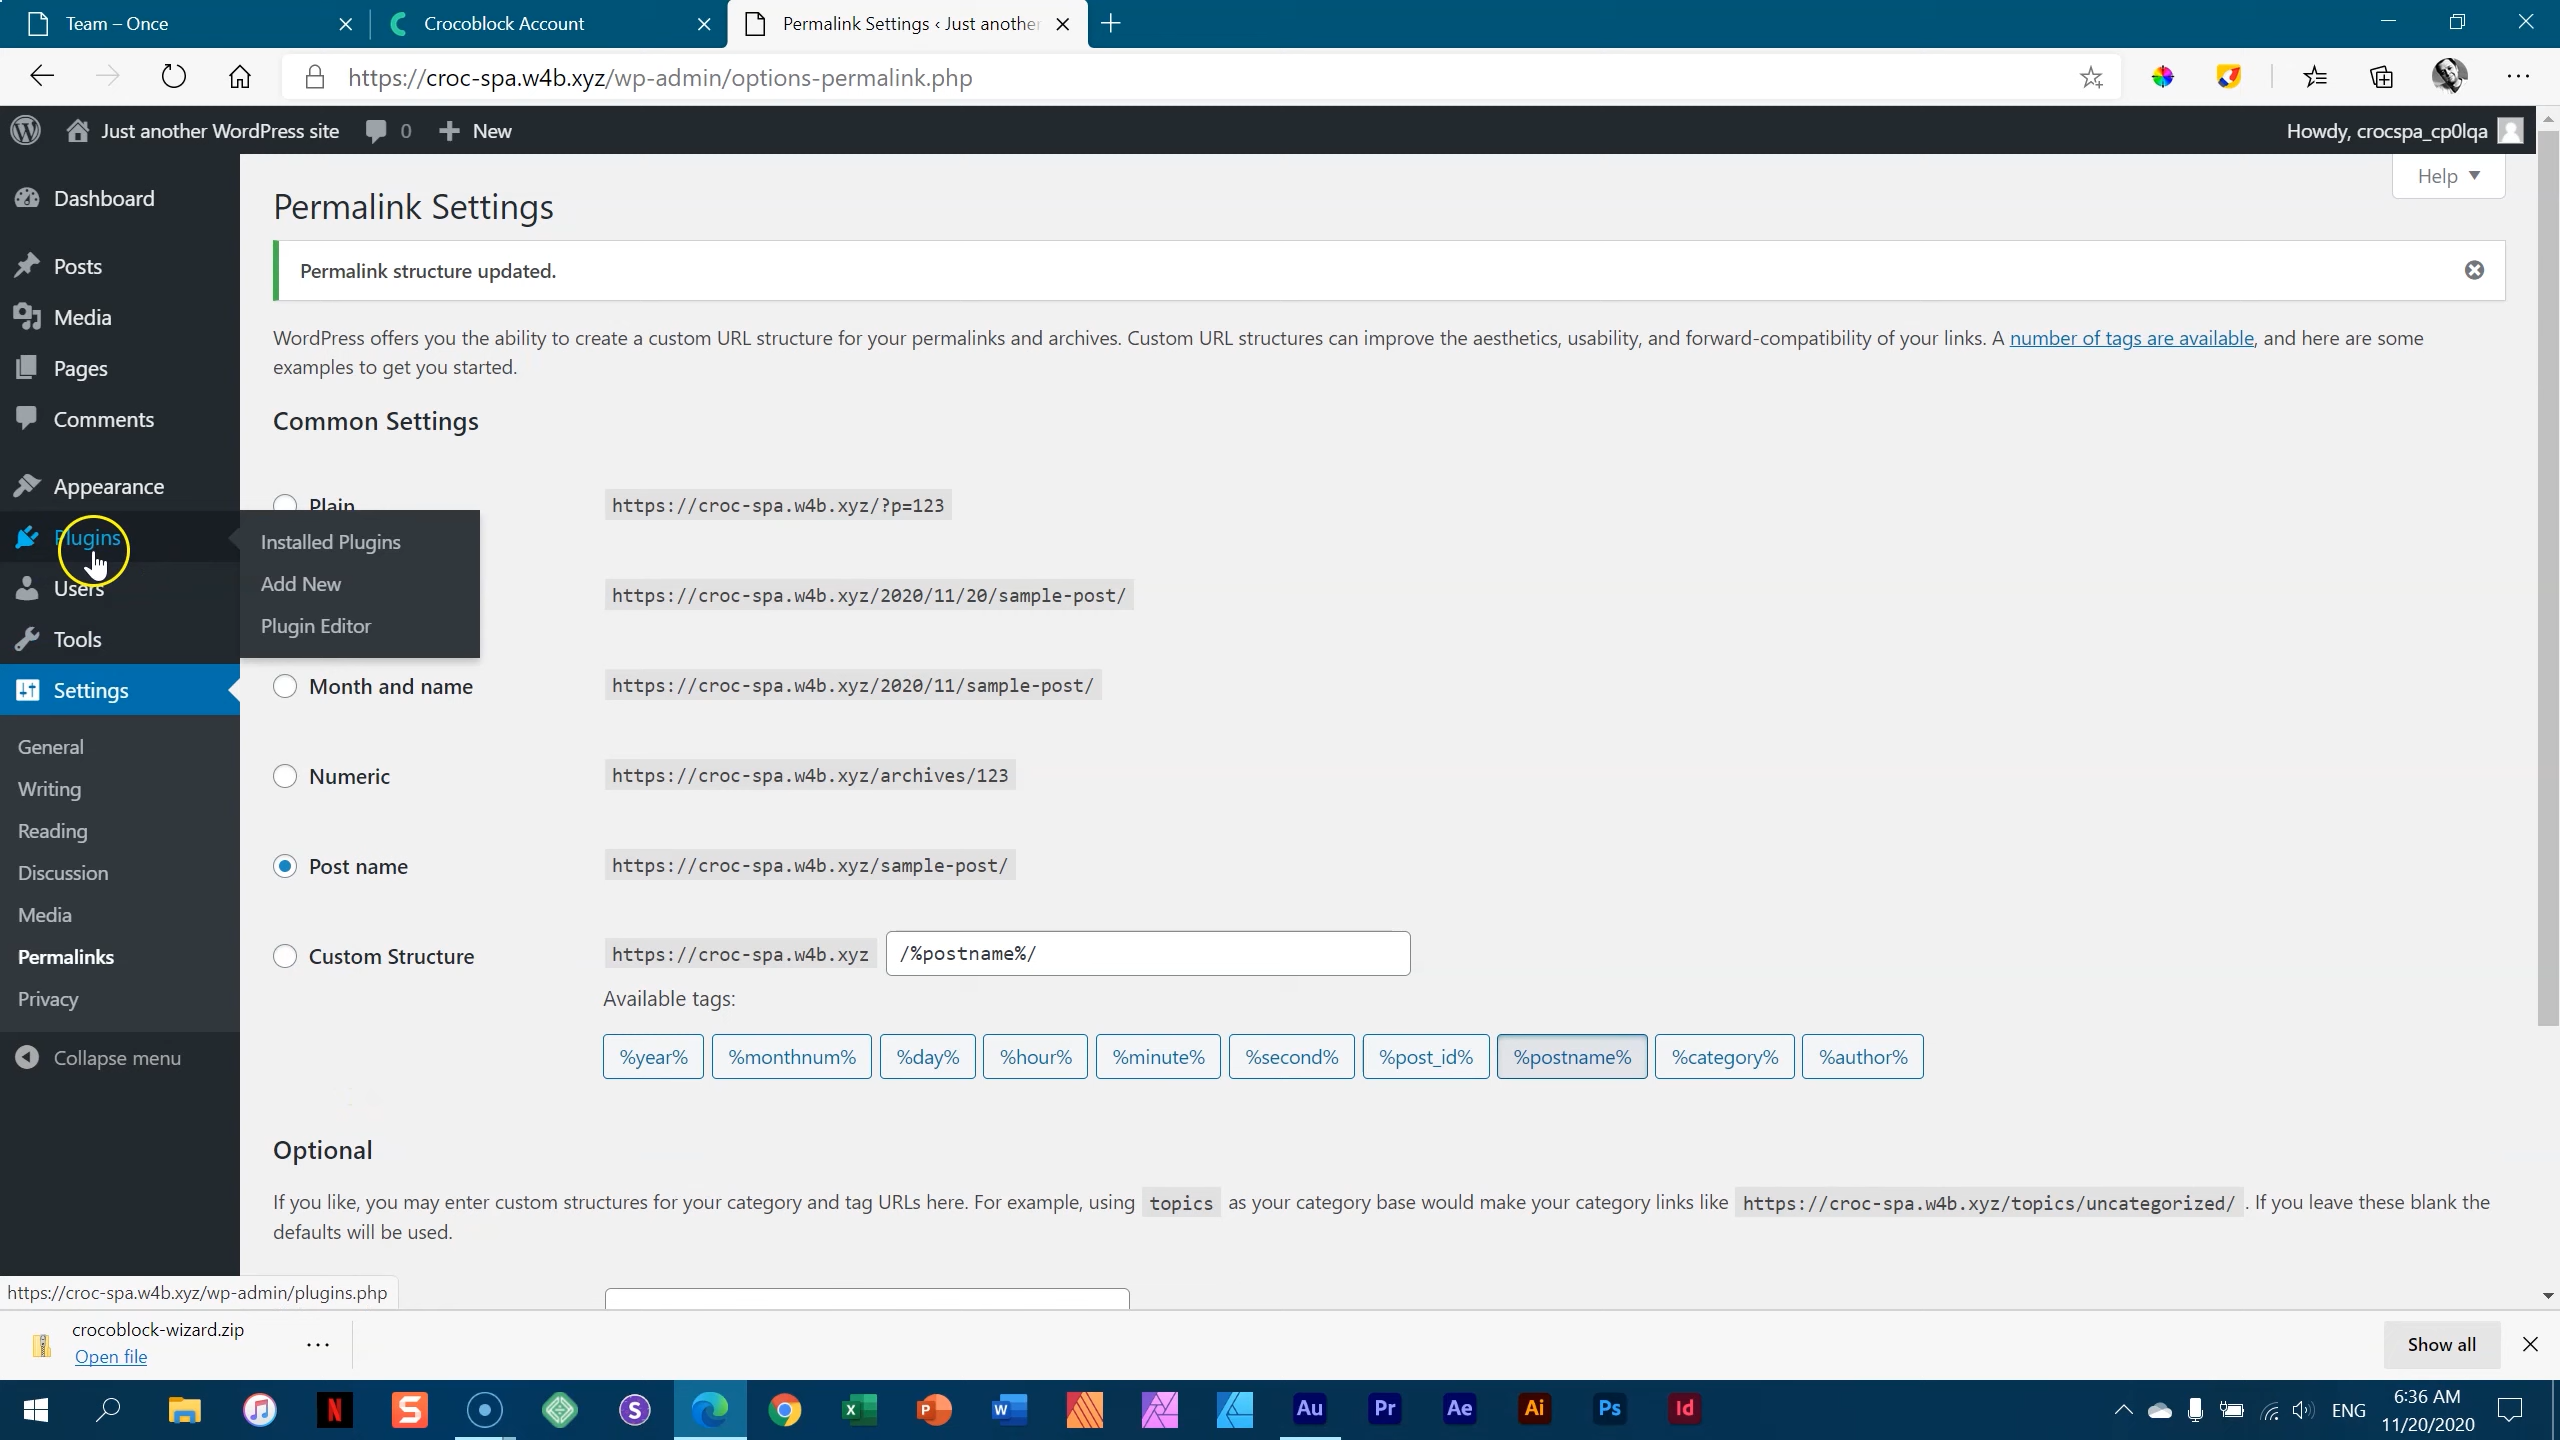 Team – Once
Crocoblock Account
Permalink Settings ‹ Just another
https://croc-spa.w4b.xyz/wp-admin/options-permalink.php
Just another WordPress site
0
New
Howdy, crocspa_cp0lqa
Help
Dashboard
Posts
Media
Pages
Comments
Appearance
Plugins
Users
Tools
Settings
General
Writing
Reading
Discussion
Media
Permalinks
Privacy
Collapse menu
Installed Plugins
Add New
Plugin Editor
Permalink Settings
Permalink structure updated.
WordPress offers you the ability to create a custom URL structure for your permalinks and archives. Custom URL structures can improve the aesthetics, usability, and forward-compatibility of your links. A number of tags are available, and here are some
examples to get you started.
Common Settings
Plain
https://croc-spa.w4b.xyz/?p=123
https://croc-spa.w4b.xyz/2020/11/20/sample-post/
Month and name
https://croc-spa.w4b.xyz/2020/11/sample-post/
Numeric
https://croc-spa.w4b.xyz/archives/123
Post name
https://croc-spa.w4b.xyz/sample-post/
Custom Structure
https://croc-spa.w4b.xyz
/%postname%/
Available tags:
%year%
%monthnum%
%day%
%hour%
%minute%
%second%
%post_id%
%postname%
%category%
%author%
Optional
If you like, you may enter custom structures for your category and tag URLs here. For example, using topics as your category base would make your category links like https://croc-spa.w4b.xyz/topics/uncategorized/ . If you leave these blank the
defaults will be used.
https://croc-spa.w4b.xyz/wp-admin/plugins.php
crocoblock-wizard.zip
Open file
Show all
N
S
S
X
P
W
Au
Pr
Ae
Ai
Ps
Id
ENG
6:36 AM
11/20/2020